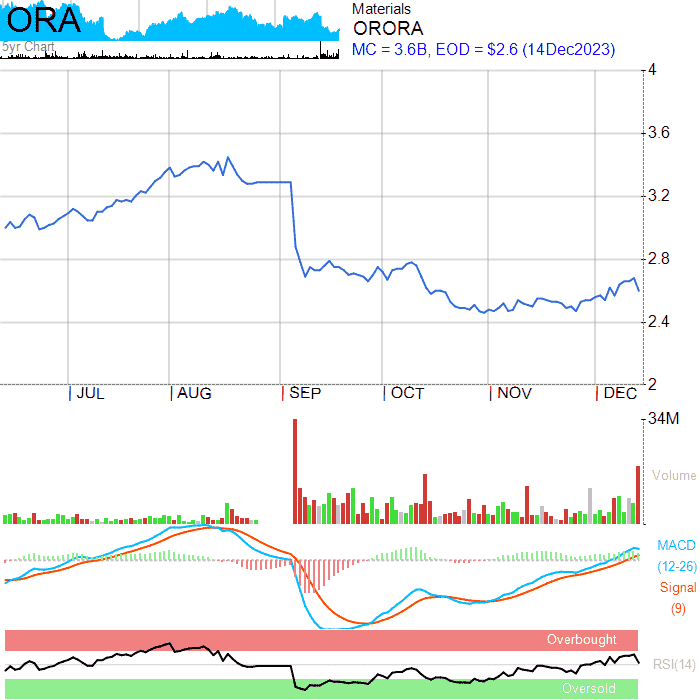 ORA
5yr Chart
Materials
ORORA
MC = 3.6B, EOD = $2.6 (14Dec2023)
4
3.6
3.2
2.8
2.4
2
JUL
AUG
SEP
OCT
NOV
DEC
34M
Volume
MACD
(12-26)
Signal
(9)
Overbought
RSI(14)
Oversold